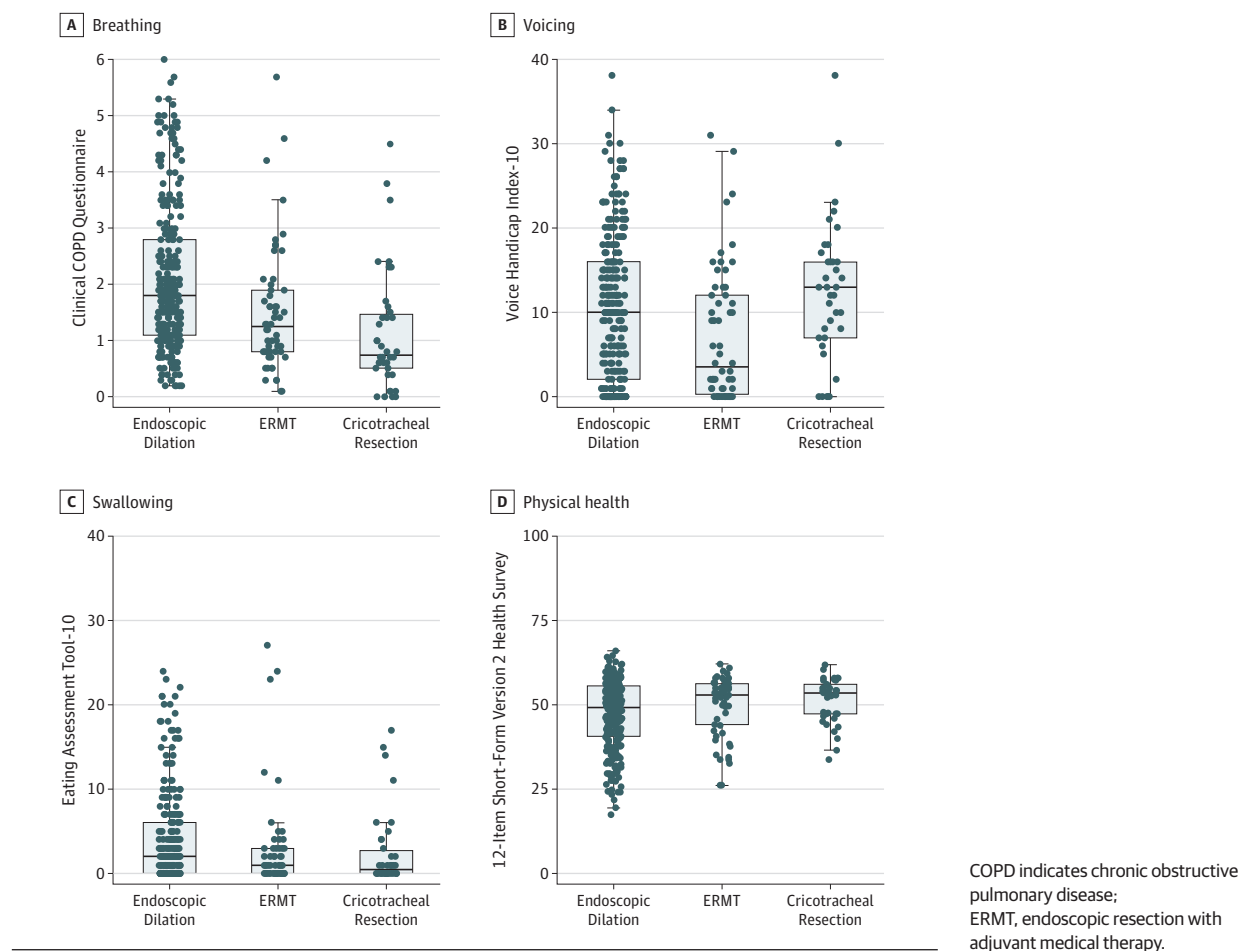 A Breathing
Clinical COPD Questionnaire
6
5
4
3
2
1
0
Endoscopic
Dilation
ERMT
Cricotracheal
Resection
B Voicing
Voice Handicap Index-10
40
30
20
10
0
Endoscopic
Dilation
ERMT
Cricotracheal
Resection
C Swallowing
Eating Assessment Tool-10
40
30
20
10
0
Endoscopic
Dilation
ERMT
Cricotracheal
Resection
D Physical health
12-Item Short-Form Version 2 Health Survey
100
75
50
25
0
Endoscopic
Dilation
ERMT
Cricotracheal
Resection
COPD indicates chronic obstructive
pulmonary disease;
ERMT, endoscopic resection with
adjuvant medical therapy.